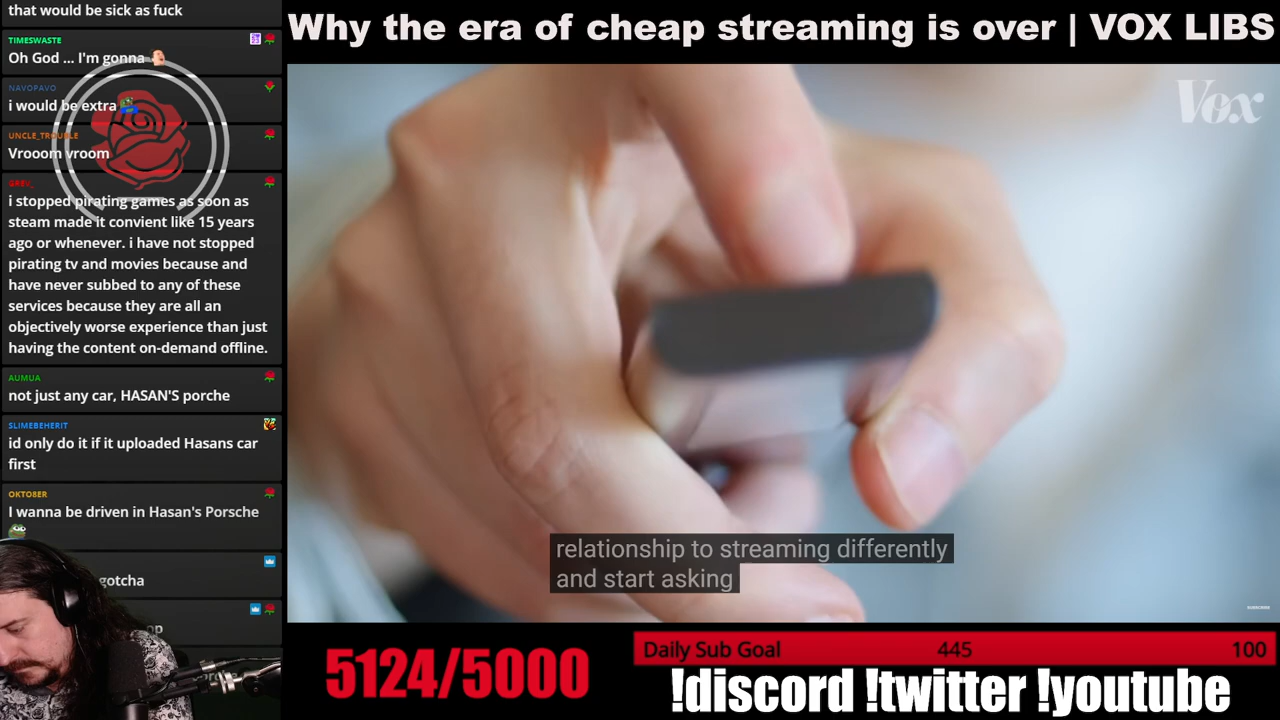 that would be sick as fuck
TIMESWASTE
Oh God ... I'm gonna
NAVOPAVO
i would be extra
UNCLE_TROUBLE
Vrooom vroom
GREV_
i stopped pirating games as soon as
steam made it convient like 15 years
ago or whenever. i have not stopped
pirating tv and movies because and
have never subbed to any of these
services because they are all an
objectively worse experience than just
having the content on-demand offline.
AUMUA
not just any car, HASAN'S porche
SLIMEBEHERIT
id only do it if it uploaded Hasans car
first
OKTO8ER
I wanna be driven in Hasan's Porsche
gotcha
Why the era of cheap streaming is over | VOX LIBS
Vox
relationship to streaming differently
and start asking
SUBSCRIBE
5124/5000
Daily Sub Goal 445 100
!discord !twitter !youtube